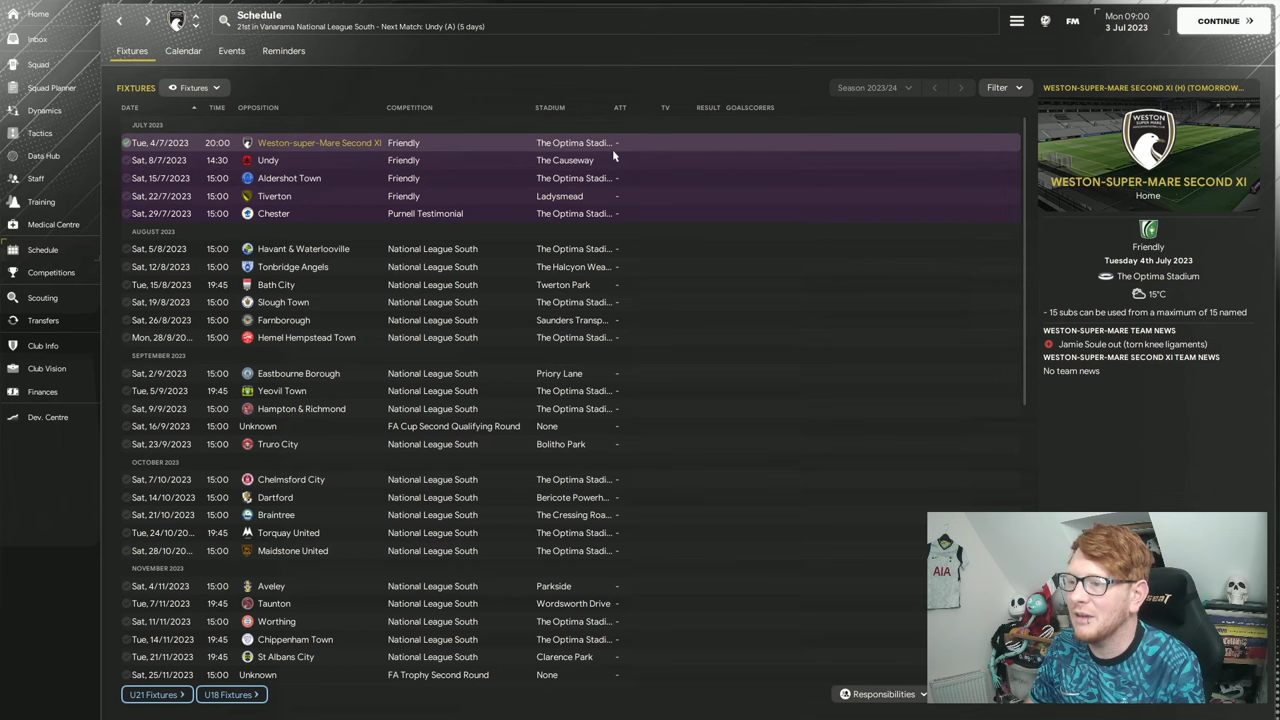 Home
Inbox
Squad
Squad Planner
Dynamics
Tactics
Data Hub
Staff
Training
Medical Centre
Schedule
Competitions
Scouting
Transfers
Club Info
Club Vision
Finances
Dev. Centre
Schedule
21st in Vanarama National League South - Next Match: Undy (A) (5 days)
FM
Mon 09:00
3 Jul 2023
CONTINUE
Fixtures Calendar Events Reminders
FIXTURES Fixtures Season 2023/24 Filter
DATE TIME OPPOSITION COMPETITION STADIUM ATT TV RESULT GOALSCORERS
JULY 2023
Tue, 4/7/2023 20:00 Weston-super-Mare Second XI Friendly The Optima Stadi... -
Sat, 8/7/2023 14:30 Undy Friendly The Causeway -
Sat, 15/7/2023 15:00 Aldershot Town Friendly The Optima Stadi... -
Sat, 22/7/2023 15:00 Tiverton Friendly Ladysmead -
Sat, 29/7/2023 15:00 Chester Purnell Testimonial The Optima Stadi... -
AUGUST 2023
Sat, 5/8/2023 15:00 Havant & Waterlooville National League South The Optima Stadi... -
Sat, 12/8/2023 15:00 Tonbridge Angels National League South The Halcyon Wea... -
Tue, 15/8/2023 19:45 Bath City National League South Twerton Park -
Sat, 19/8/2023 15:00 Slough Town National League South The Optima Stadi... -
Sat, 26/8/2023 15:00 Farnborough National League South Saunders Transp... -
Mon, 28/8/20... 15:00 Hemel Hempstead Town National League South The Optima Stadi... -
SEPTEMBER 2023
Sat, 2/9/2023 15:00 Eastbourne Borough National League South Priory Lane -
Tue, 5/9/2023 19:45 Yeovil Town National League South The Optima Stadi... -
Sat, 9/9/2023 15:00 Hampton & Richmond National League South The Optima Stadi... -
Sat, 16/9/2023 15:00 Unknown FA Cup Second Qualifying Round None -
Sat, 23/9/2023 15:00 Truro City National League South Bolitho Park -
OCTOBER 2023
Sat, 7/10/2023 15:00 Chelmsford City National League South The Optima Stadi... -
Sat, 14/10/2023 15:00 Dartford National League South Bericote Powerh... -
Sat, 21/10/2023 15:00 Braintree National League South The Cressing Roa... -
Tue, 24/10/20... 19:45 Torquay United National League South The Optima Stadi... -
Sat, 28/10/20... 15:00 Maidstone United National League South The Optima Stadi... -
NOVEMBER 2023
Sat, 4/11/2023 15:00 Aveley National League South Parkside -
Tue, 7/11/2023 19:45 Taunton National League South Wordsworth Drive -
Sat, 11/11/2023 15:00 Worthing National League South The Optima Stadi... -
Tue, 14/11/2023 19:45 Chippenham Town National League South The Optima Stadi... -
Tue, 21/11/2023 19:45 St Albans City National League South Clarence Park -
Sat, 25/11/2023 15:00 Unknown FA Trophy Second Round None -
U21 Fixtures U18 Fixtures Responsibilities
WESTON-SUPER-MARE SECOND XI (H) (TOMORROW...
WESTON-SUPER-MARE SECOND XI
Home
Friendly
Tuesday 4th July 2023
The Optima Stadium
15°C
- 15 subs can be used from a maximum of 15 named
WESTON-SUPER-MARE TEAM NEWS
Jamie Soule out (torn knee ligaments)
WESTON-SUPER-MARE SECOND XI TEAM NEWS
No team news
AIA